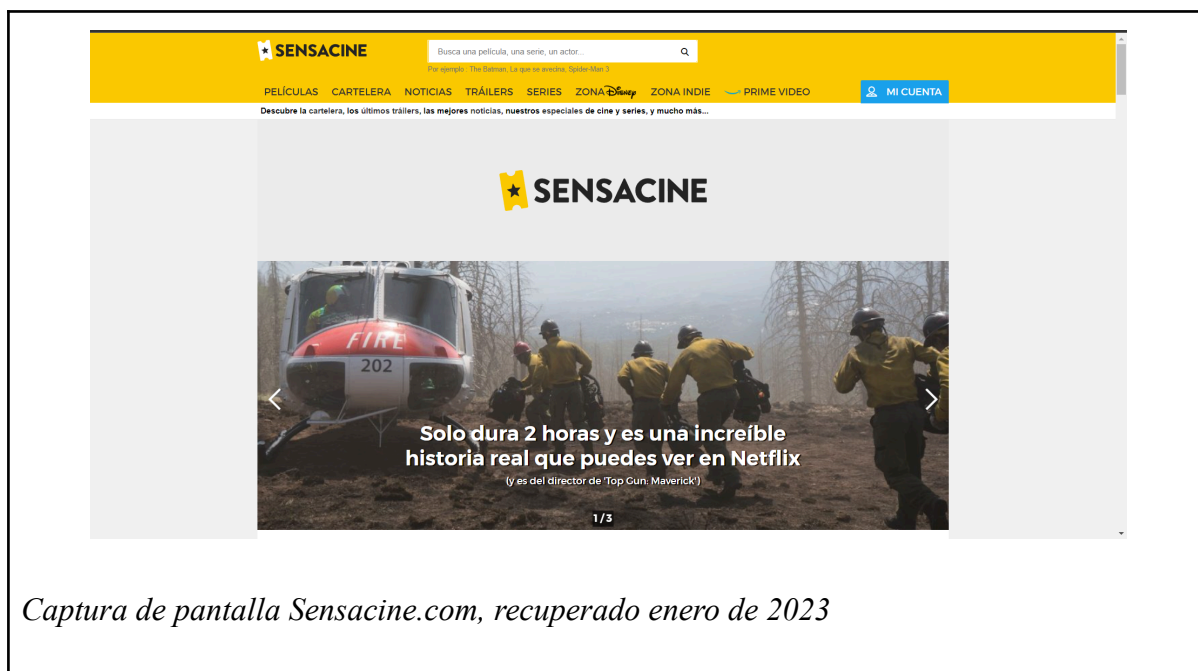 SENSACINE
Busca una película, una serie, un actor...
Por ejemplo : The Batman, La que se avecina, Spider-Man 3
PELÍCULAS CARTELERA NOTICIAS TRÁILERS SERIES ZONA Disney ZONA INDIE PRIME VIDEO MI CUENTA
Descubre la cartelera, los últimos tráilers, las mejores noticias, nuestros especiales de cine y series, y mucho más...
SENSACINE
FIRE
202
Solo dura 2 horas y es una increíble
historia real que puedes ver en Netflix
(y es del director de 'Top Gun: Maverick')
1/3
Captura de pantalla Sensacine.com, recuperado enero de 2023